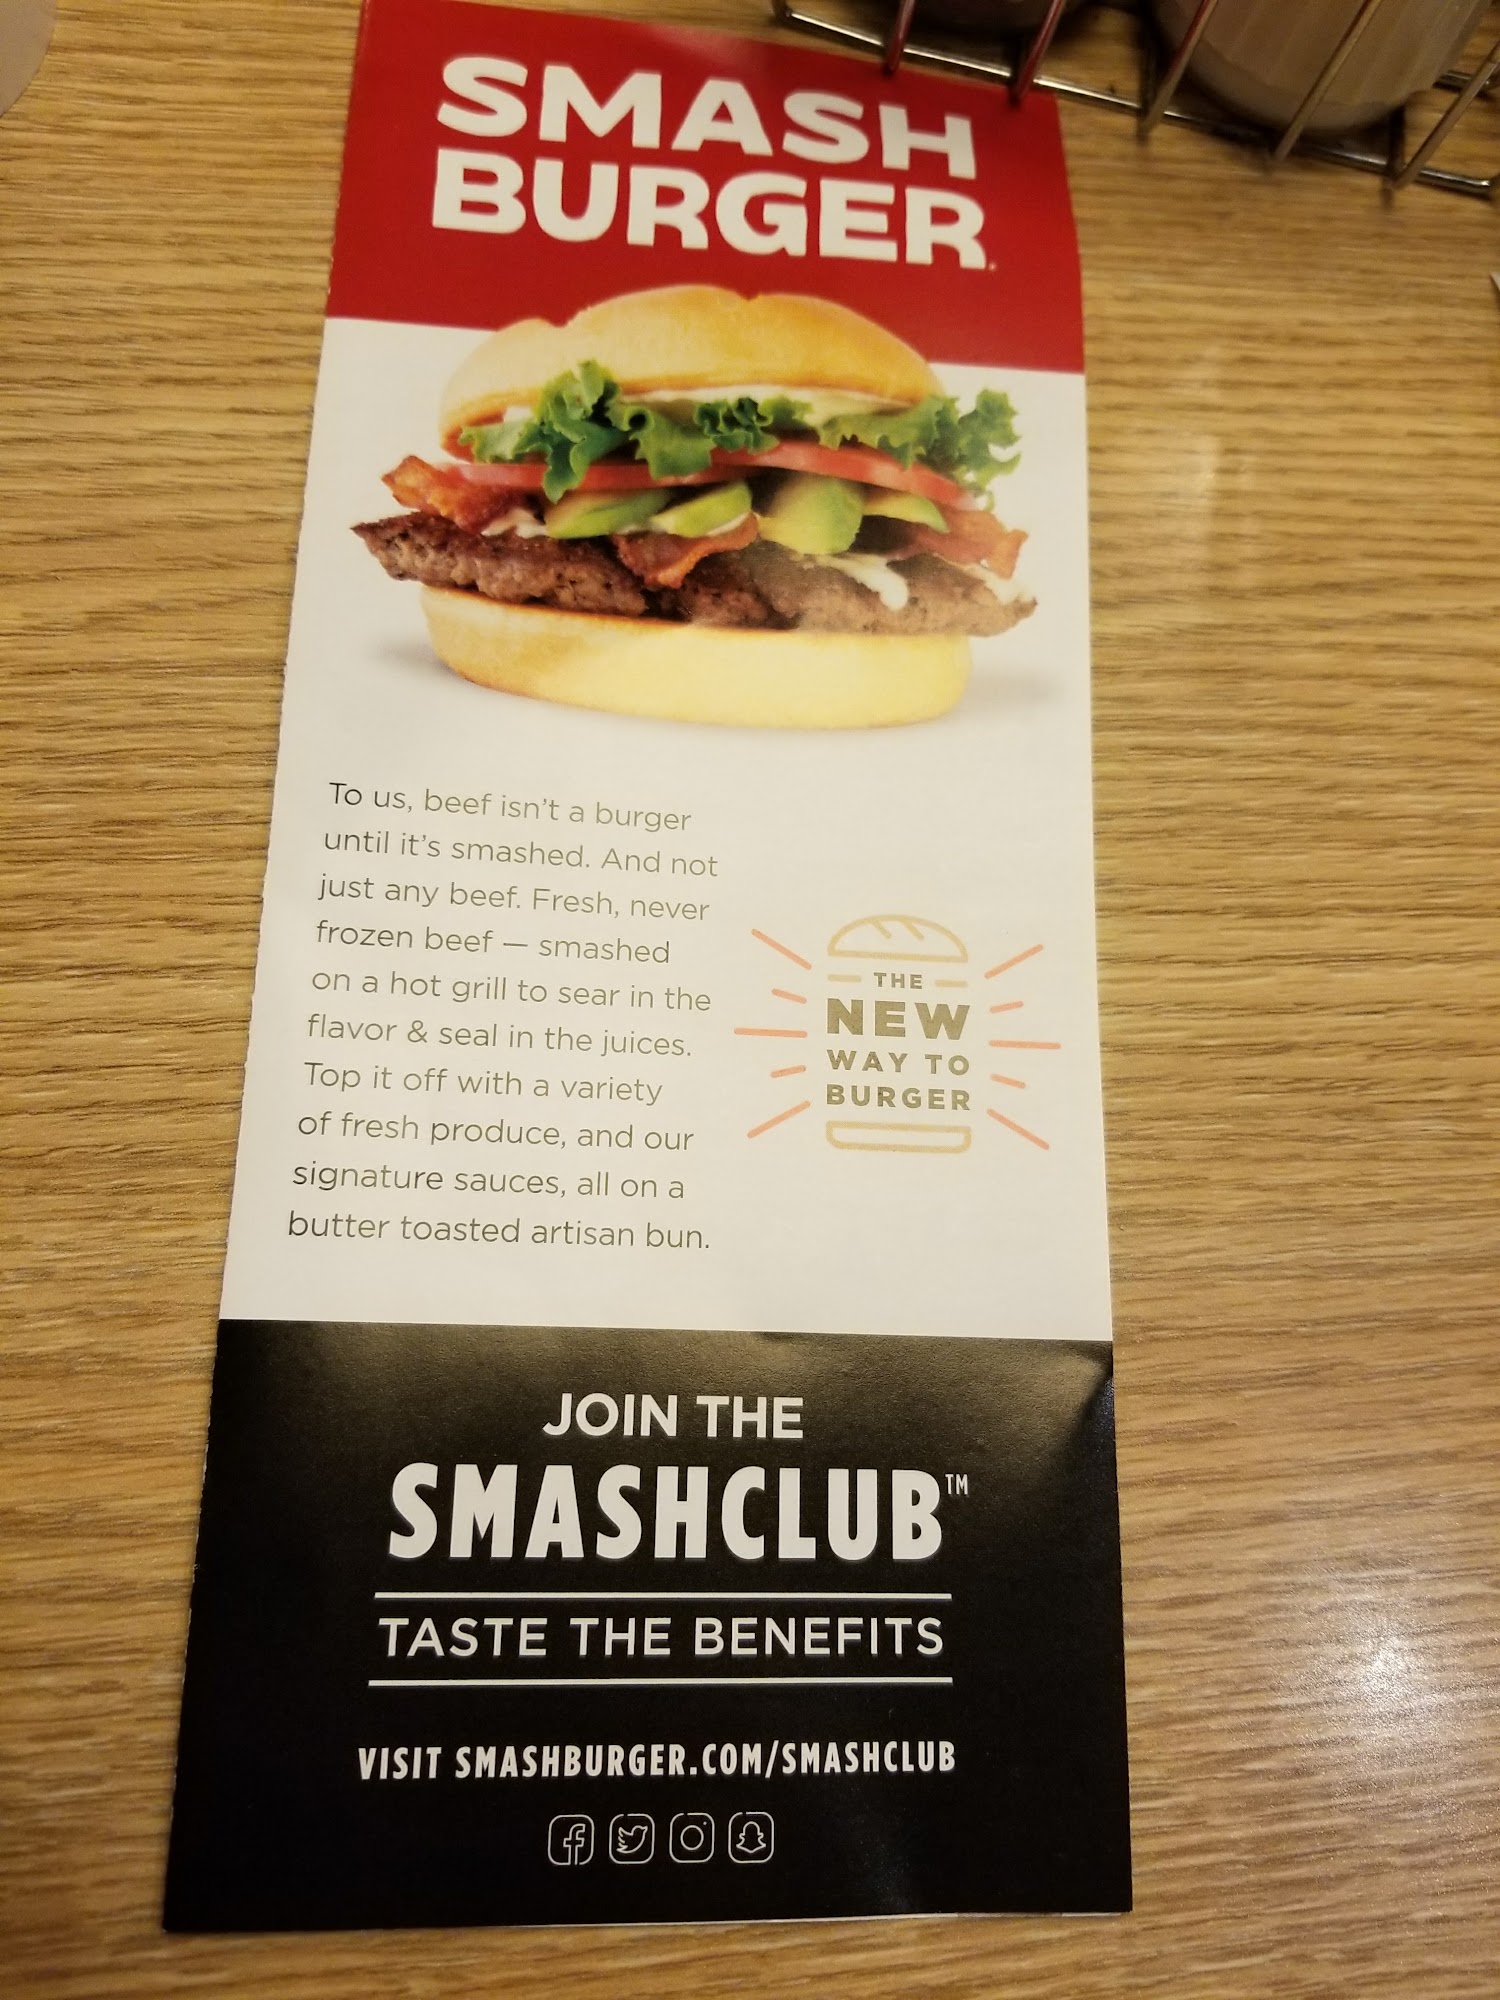 SMASH
BURGER.
To us, beef isn't a burger
until it's smashed. And not
just any beef. Fresh, never
frozen beef — smashed
on a hot grill to sear in the
flavor & seal in the juices.
Top it off with a variety
of fresh produce, and our
signature sauces, all on a
butter toasted artisan bun.
THE
NEW
WAY TO
BURGER
JOIN THE
SMASHCLUB™
TASTE THE BENEFITS
VISIT SMASHBURGER.COM/SMASHCLUB